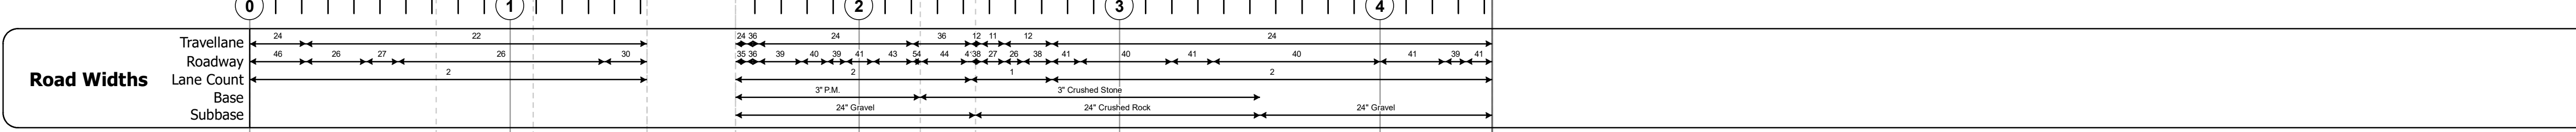 0 1 2 3 4
Road Widths
Travellane 24 22 24 36 24 36 12 11 12 24
Roadway 46 26 27 26 30 35 36 39 40 39 41 43 54 44 38 27 26 38 41 40 41 40 41 39 41
Lane Count 2 2 1 2
Base 3" P.M. 3" Crushed Stone
Subbase 24" Gravel 24" Crushed Rock 24" Gravel